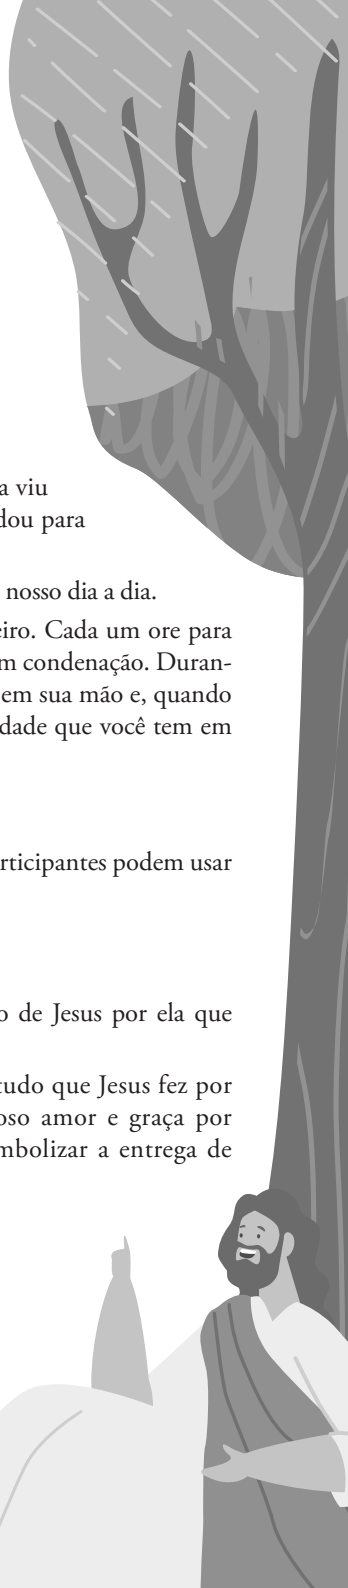 a viu
dou para
nosso dia a dia.
eiro. Cada um ore para
m condenação. Duran-
em sua mão e, quando
dade que você tem em
rticipantes podem usar
o de Jesus por ela que
tudo que Jesus fez por
oso amor e graça por
mbolizar a entrega de